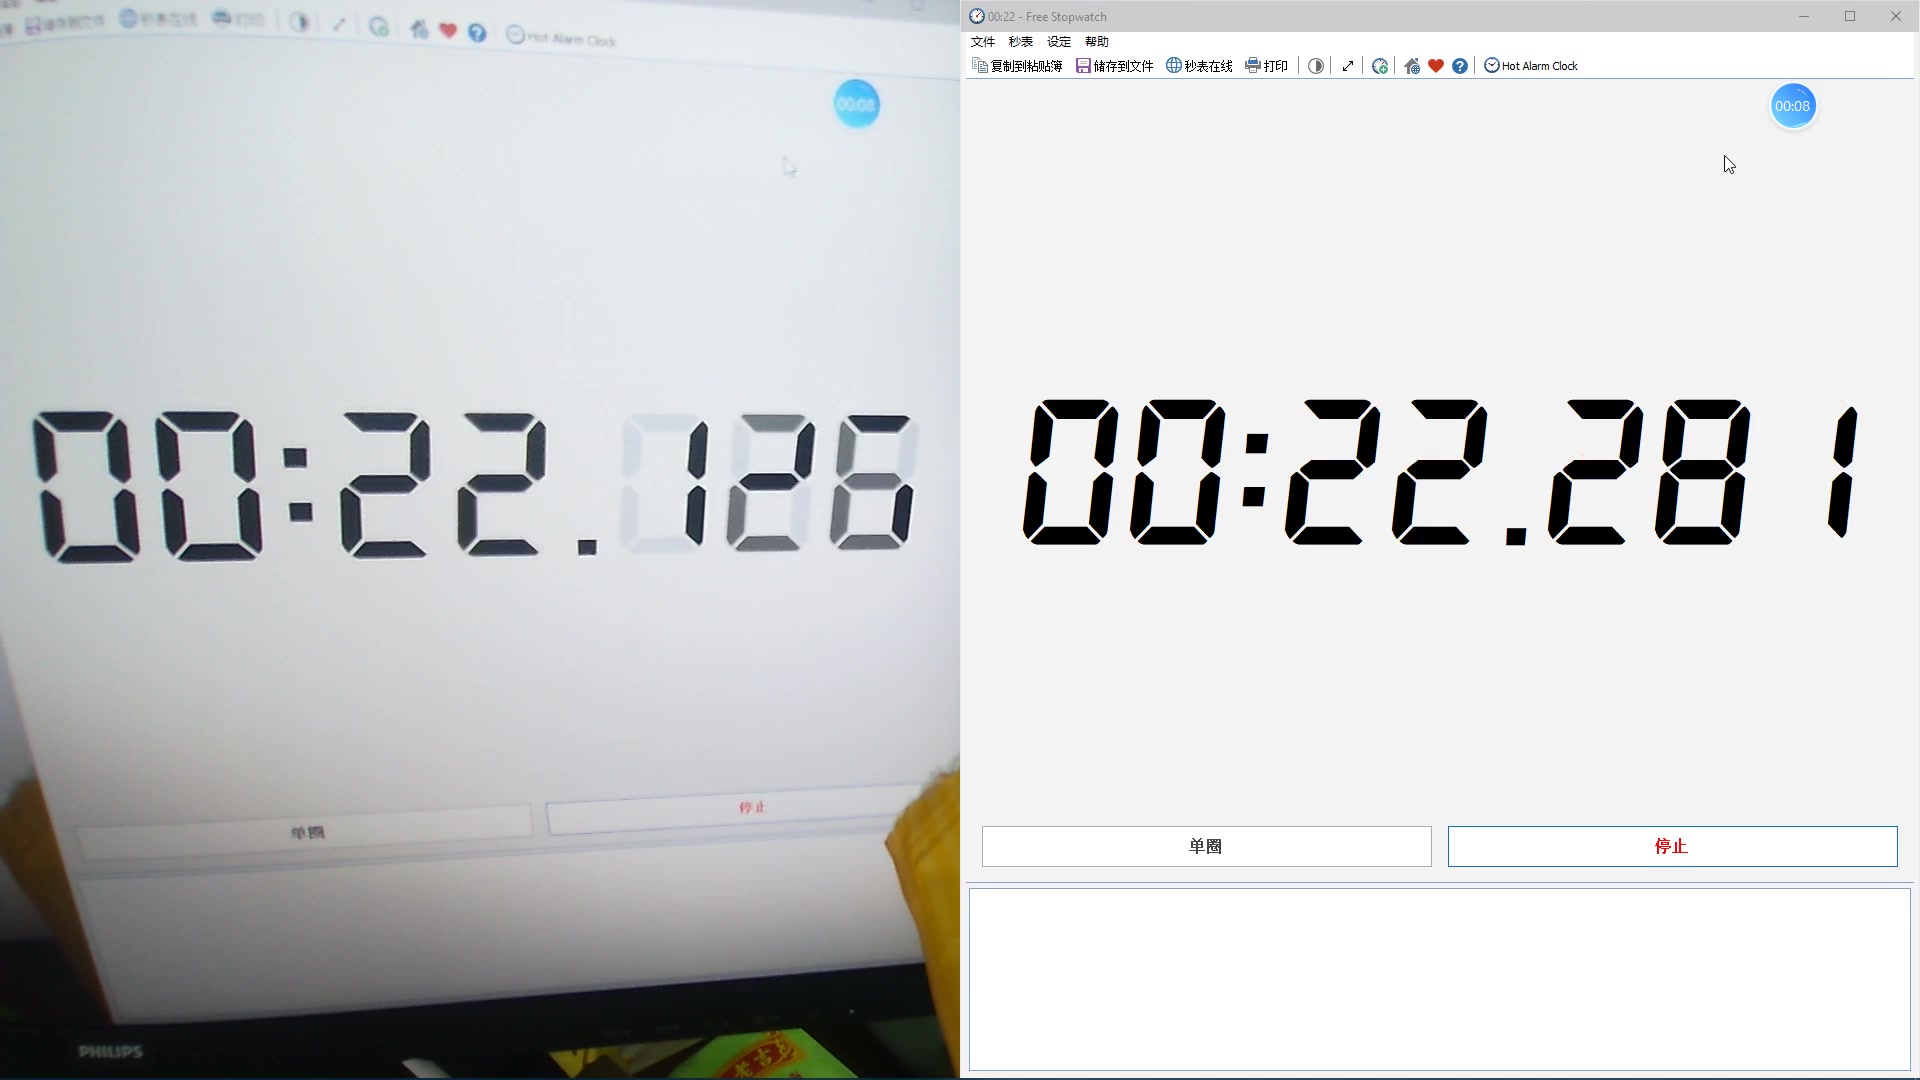 储存到文件 秒表在线 打印 Hot Alarm Clock
00:08
00:22.1
单圈
停止
PHILIPS
00:22 - Free Stopwatch
文件 秒表 设定 帮助
复制到粘贴簿 储存到文件 秒表在线 打印 Hot Alarm Clock
00:08
00:22.281
单圈
停止